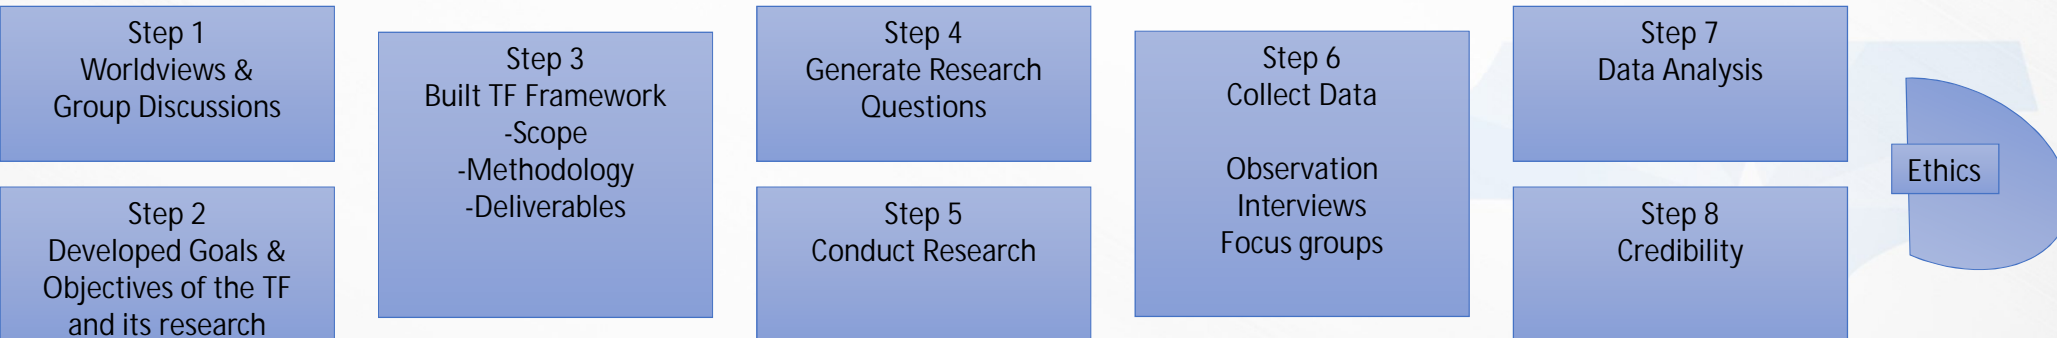 Step 1
Worldviews &
Group Discussions
Step 2
Developed Goals &
Objectives of the TF
and its research
Step 3
Built TF Framework
-Scope
-Methodology
-Deliverables
Step 4
Generate Research
Questions
Step 5
Conduct Research
Step 6
Collect Data
Observation
Interviews
Focus groups
Step 7
Data Analysis
Step 8
Credibility
Ethics